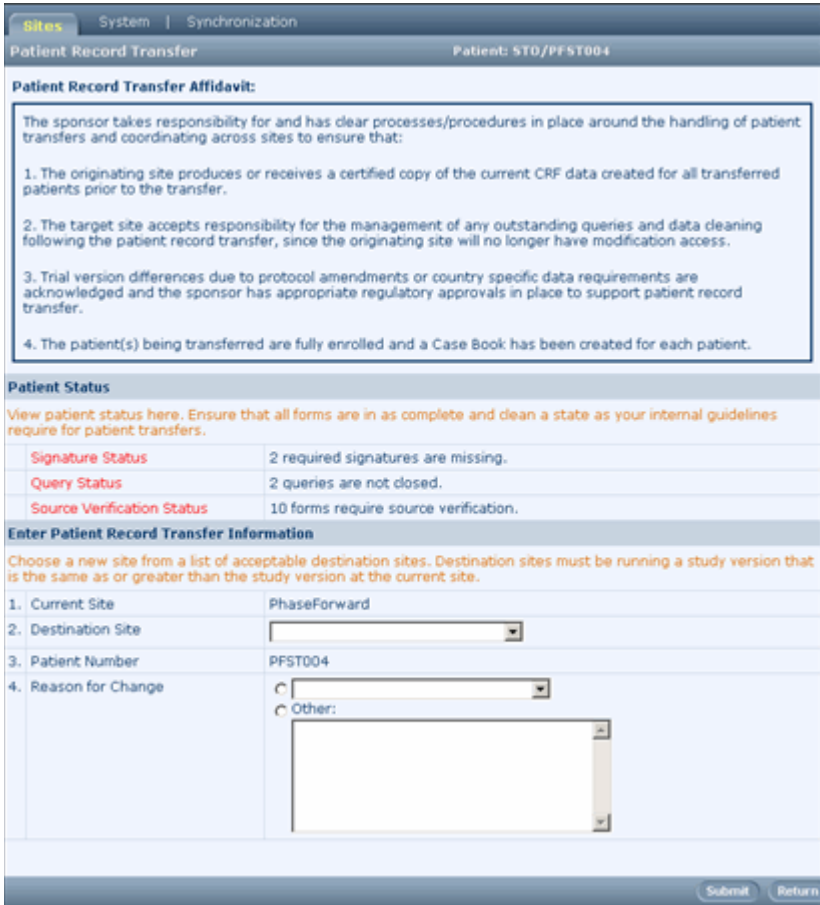 Sites System | Synchronization
Patient Record Transfer Patient: STO/PFST004
Patient Record Transfer Affidavit:
The sponsor takes responsibility for and has clear processes/procedures in place around the handling of patient
transfers and coordinating across sites to ensure that:
1. The originating site produces or receives a certified copy of the current CRF data created for all transferred
patients prior to the transfer.
2. The target site accepts responsibility for the management of any outstanding queries and data cleaning
following the patient record transfer, since the originating site will no longer have modification access.
3. Trial version differences due to protocol amendments or country specific data requirements are
acknowledged and the sponsor has appropriate regulatory approvals in place to support patient record
transfer.
4. The patient(s) being transferred are fully enrolled and a Case Book has been created for each patient.
Patient Status
View patient status here. Ensure that all forms are in as complete and clean a state as your internal guidelines
require for patient transfers.
Signature Status 2 required signatures are missing.
Query Status 2 queries are not closed.
Source Verification Status 10 forms require source verification.
Enter Patient Record Transfer Information
Choose a new site from a list of acceptable destination sites. Destination sites must be running a study version that
is the same as or greater than the study version at the current site.
1. Current Site PhaseForward
2. Destination Site
3. Patient Number PFST004
4. Reason for Change
Other:
Submit Return